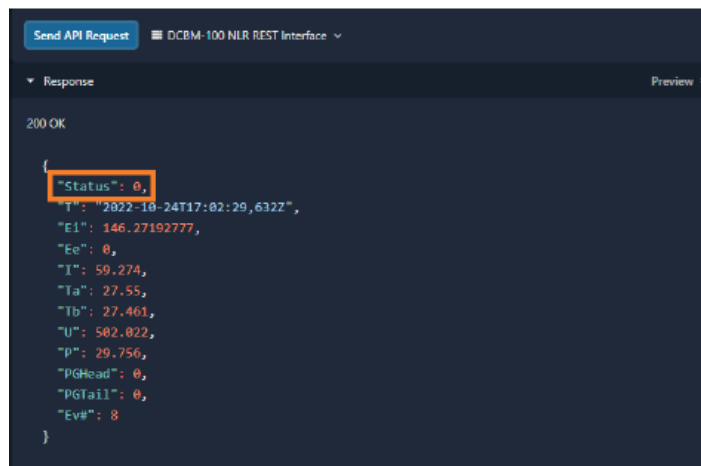 Send API Request DCBM-100 NLR REST Interface
Response Preview
200 OK
{
"Status": 0,
"T": "2022-10-24T17:02:29,632Z",
"Ei": 146.27192777,
"Ee": 0,
"I": 59.274,
"Ta": 27.55,
"Tb": 27.461,
"U": 502.022,
"P": 29.756,
"PGHead": 0,
"PGTail": 0,
"Ev#": 8
}